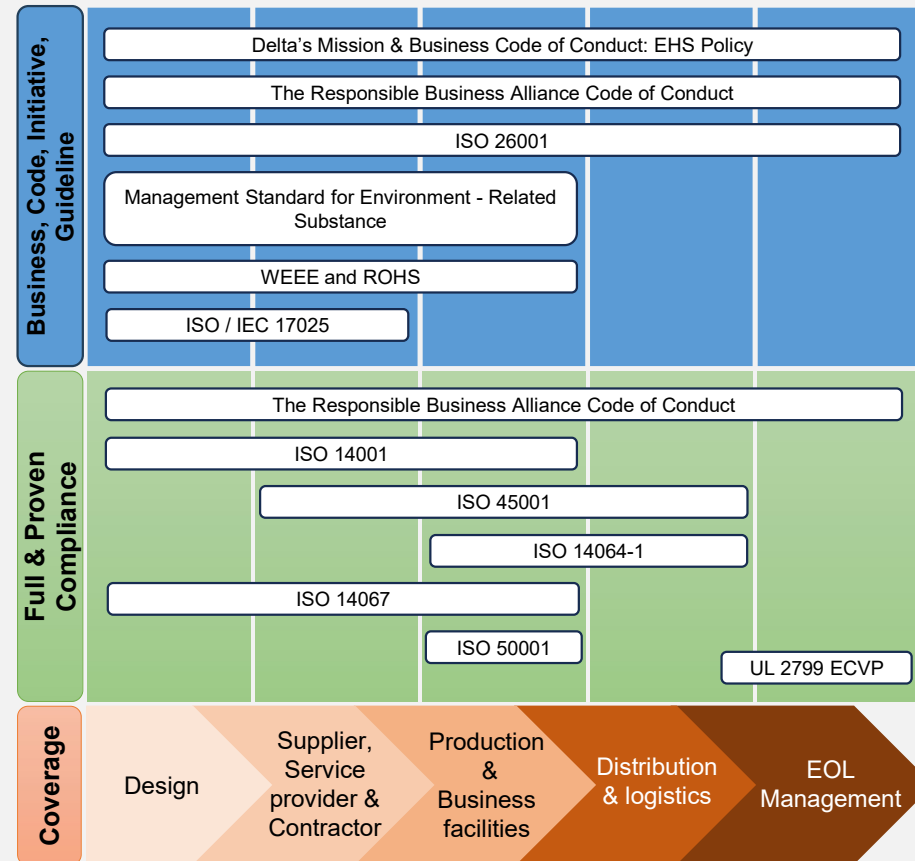 Business, Code, Initiative,
Guideline
Delta's Mission & Business Code of Conduct: EHS Policy
The Responsible Business Alliance Code of Conduct
ISO 26001
Management Standard for Environment - Related
Substance
WEEE and ROHS
ISO / IEC 17025
Full & Proven
Compliance
The Responsible Business Alliance Code of Conduct
ISO 14001
ISO 45001
ISO 14064-1
ISO 14067
ISO 50001
UL 2799 ECVP
Coverage
Design
Supplier,
Service
provider &
Contractor
Production
&
Business
facilities
Distribution
& logistics
EOL
Management